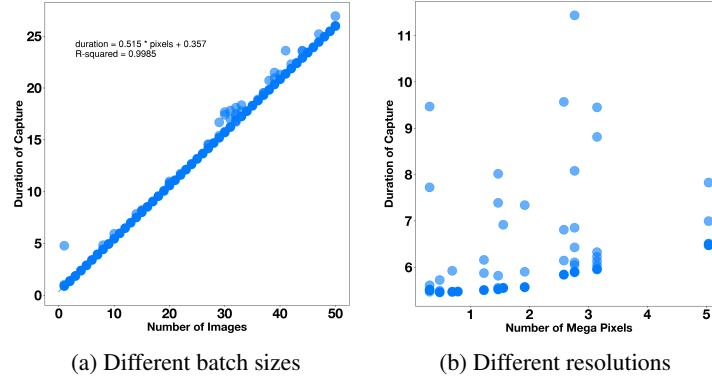 duration = 0.515 * pixels + 0.357
R-squared = 0.9985
Duration of Capture
25
20
15
10
5
0
0
10
20
30
40
50
Number of Images
(a) Different batch sizes
Duration of Capture
11
10
9
8
7
6
1
2
3
4
5
Number of Mega Pixels
(b) Different resolutions